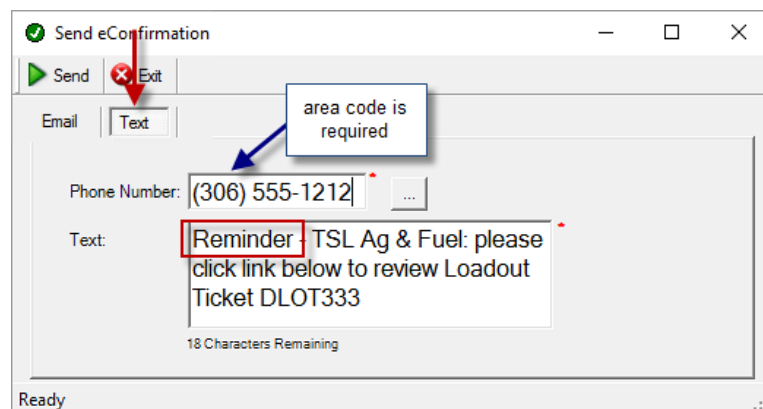 Send eConfirmation
Send Exit
area code is
required
Email Text
Phone Number: (306) 555-1212 * ...
Text: Reminder - TSL Ag & Fuel: please *
click link below to review Loadout
Ticket DLOT333
18 Characters Remaining
Ready